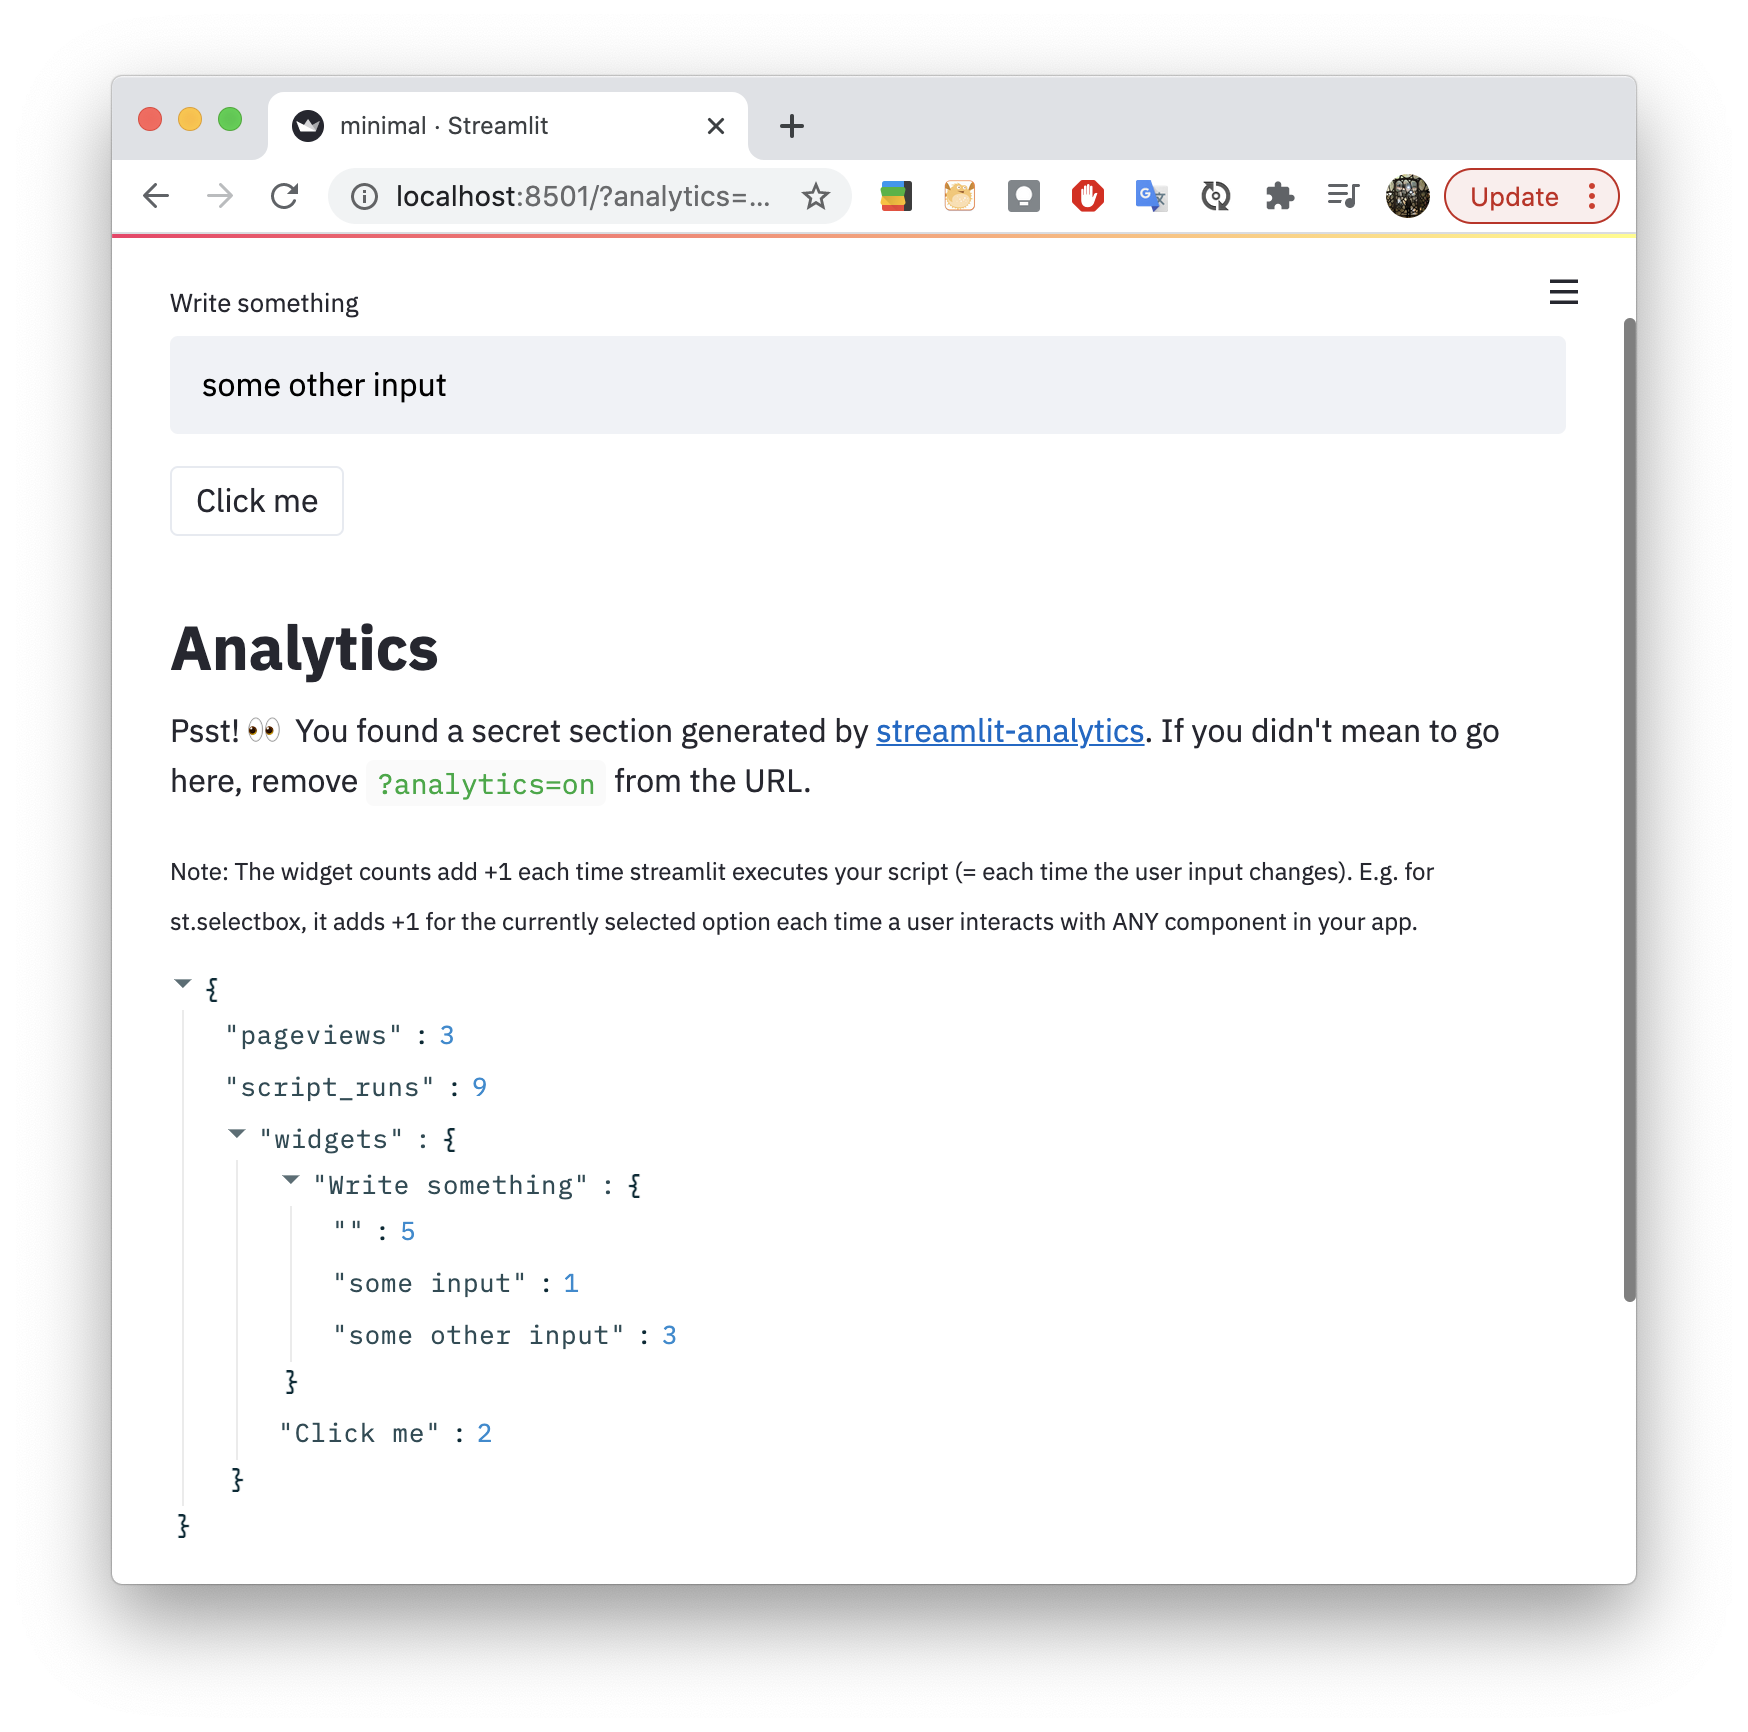 minimal · Streamlit
localhost:8501/?analytics=...
Update
Write something
some other input
Click me
Analytics
Psst! 👀 You found a secret section generated by streamlit-analytics. If you didn't mean to go
here, remove ?analytics=on from the URL.
Note: The widget counts add +1 each time streamlit executes your script (= each time the user input changes). E.g. for
st.selectbox, it adds +1 for the currently selected option each time a user interacts with ANY component in your app.
{
"pageviews" : 3
"script_runs" : 9
"widgets" : {
"Write something" : {
"" : 5
"some input" : 1
"some other input" : 3
}
"Click me" : 2
}
}